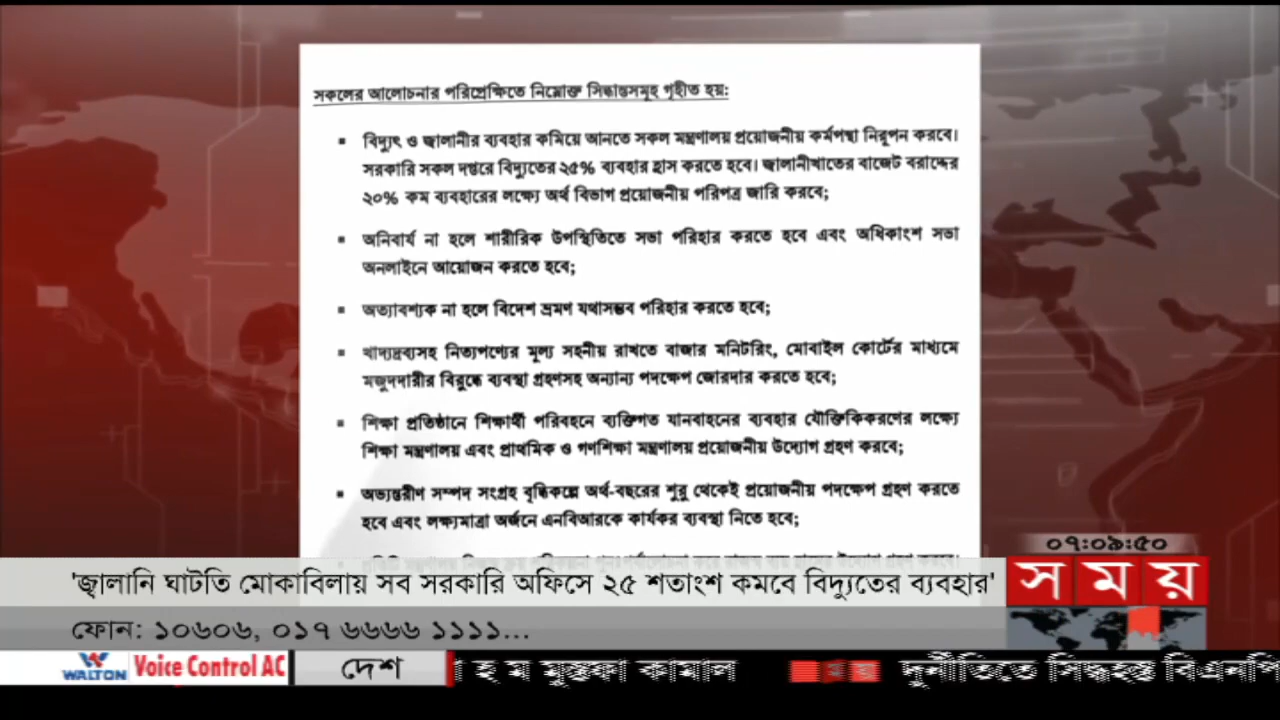 সকলের আলোচনার পরিপ্রেক্ষিতে নিম্নোক্ত সিদ্ধান্তসমূহ গৃহীত হয়:
▪ বিদ্যুৎ ও জ্বালানীর ব্যবহার কমিয়ে আনতে সকল মন্ত্রণালয় প্রয়োজনীয় কর্মপন্থা নিরূপন করবে।
সরকারি সকল দপ্তরে বিদ্যুতের ২৫% ব্যবহার হ্রাস করতে হবে। জ্বালানীখাতের বাজেট বরাদ্দের
২০% কম ব্যবহারের লক্ষ্যে অর্থ বিভাগ প্রয়োজনীয় পরিপত্র জারি করবে;
▪ অনিবার্য না হলে শারীরিক উপস্থিতিতে সভা পরিহার করতে হবে এবং অধিকাংশ সভা
অনলাইনে আয়োজন করতে হবে;
▪ অত্যাবশ্যক না হলে বিদেশ ভ্রমণ যথাসম্ভব পরিহার করতে হবে;
▪ খাদ্যদ্রব্যসহ নিত্যপণ্যের মূল্য সহনীয় রাখতে বাজার মনিটরিং, মোবাইল কোর্টের মাধ্যমে
মজুদদারীর বিরুদ্ধে ব্যবস্থা গ্রহণসহ অন্যান্য পদক্ষেপ জোরদার করতে হবে;
▪ শিক্ষা প্রতিষ্ঠানে শিক্ষার্থী পরিবহনে ব্যক্তিগত যানবাহনের ব্যবহার যৌক্তিকিকরণের লক্ষ্যে
শিক্ষা মন্ত্রণালয় এবং প্রাথমিক ও গণশিক্ষা মন্ত্রণালয় প্রয়োজনীয় উদ্যোগ গ্রহণ করবে;
▪ অভ্যন্তরীণ সম্পদ সংগ্রহ বৃদ্ধিকল্পে অর্থ-বছরের শুরু থেকেই প্রয়োজনীয় পদক্ষেপ গ্রহণ করতে
হবে এবং লক্ষ্যমাত্রা অর্জনে এনবিআরকে কার্যকর ব্যবস্থা নিতে হবে;
০৭:০৯:৫০
'জ্বালানি ঘাটতি মোকাবিলায় সব সরকারি অফিসে ২৫ শতাংশ কমবে বিদ্যুতের ব্যবহার'
সময়
ফোন: ১০৬০৬, ০১৭ ৬৬৬৬ ১১১১...
WALTON Voice Control AC দেশ হ ম মুস্তফা কামাল দুর্নীতিতে সিদ্ধহস্ত বিএনপি